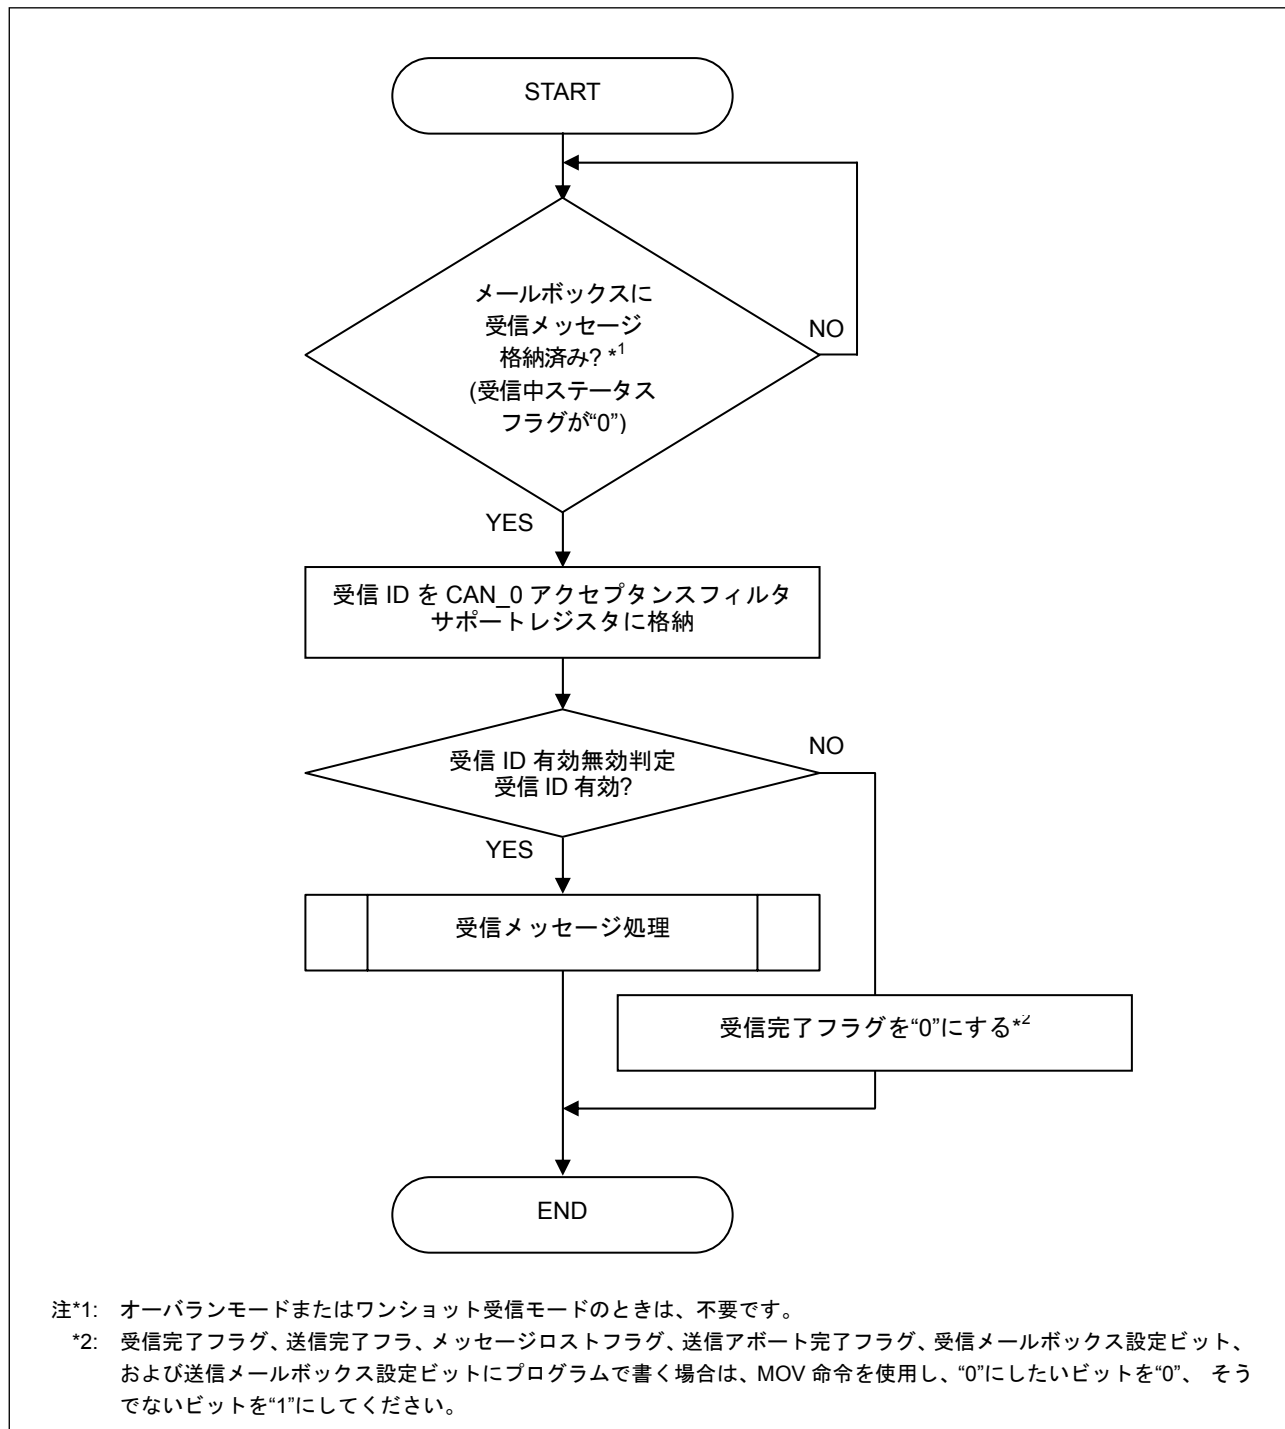 START
メールボックスに
受信メッセージ
格納済み? *1
(受信中ステータス
フラグが“0”)
NO
YES
受信 ID を CAN_0 アクセプタンスフィルタ
サポートレジスタに格納
受信 ID 有効無効判定
受信 ID 有効?
NO
YES
受信メッセージ処理
受信完了フラグを“0”にする*2
END
注*1: オーバランモードまたはワンショット受信モードのときは、不要です。
*2: 受信完了フラグ、送信完了フラ、メッセージロストフラグ、送信アボート完了フラグ、受信メールボックス設定ビット、
および送信メールボックス設定ビットにプログラムで書く場合は、MOV 命令を使用し、“0”にしたいビットを“0”、 そう
でないビットを“1”にしてください。